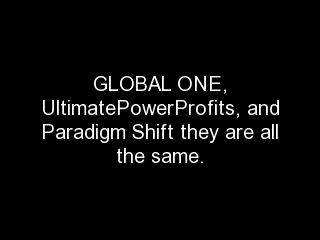 GLOBAL ONE,
UltimatePowerProfits, and
Paradigm Shift they are all
the same.